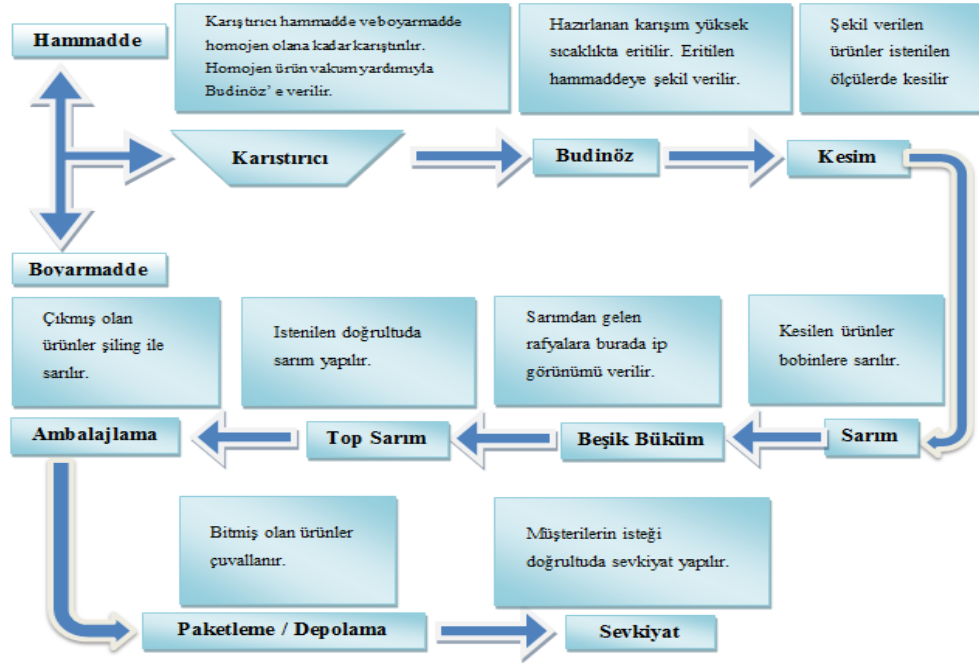 Hammadde
Karıştırıcı hammadde ve boyarmadde
homojen olana kadar karıştırılır.
Homojen ürün vakum yardımıyla
Budinöz' e verilir.
Hazırlanan karışım yüksek
sıcaklıkta eritilir. Eritilen
hammaddeye şekil verilir.
Şekil verilen
ürünler istenilen
ölçülerde kesilir
Karıştırıcı
Budinöz
Kesim
Boyarmadde
Çıkmış olan
ürünler şiling ile
sarılır.
Istenilen doğrultuda
sarım yapılır.
Sarımdan gelen
rafyalara burada ip
görünümü verilir.
Kesilen ürünler
bobinlere sarılır.
Ambalajlama
Top Sarım
Beşik Büküm
Sarım
Bitmiş olan ürünler
çuvallanır.
Müşterilerin isteği
doğrultuda sevkiyat yapılır.
Paketleme / Depolama
Sevkiyat